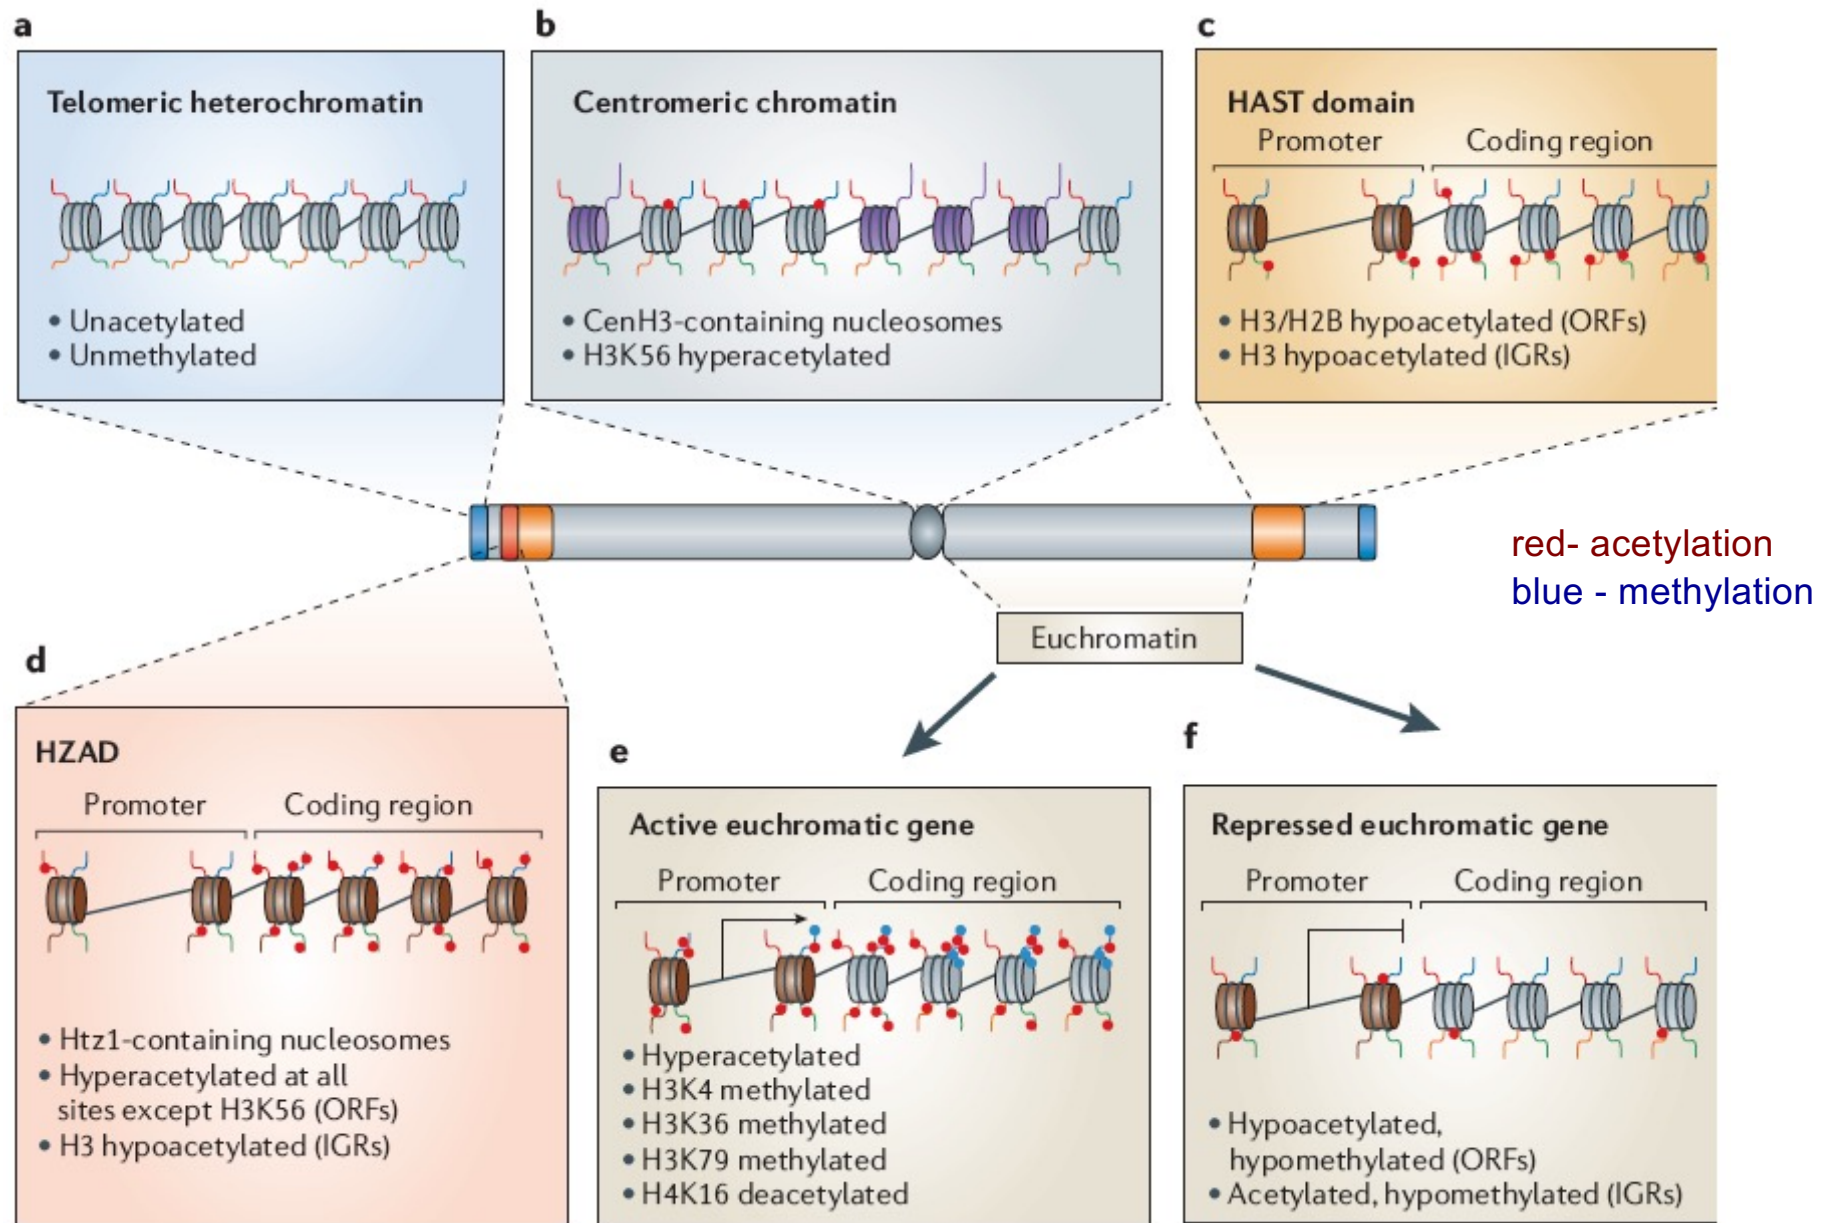 a
Telomeric heterochromatin
• Unacetylated
• Unmethylated
b
Centromeric chromatin
• CenH3-containing nucleosomes
• H3K56 hyperacetylated
c
HAST domain
Promoter
Coding region
• H3/H2B hypoacetylated (ORFs)
• H3 hypoacetylated (IGRs)
red- acetylation
blue - methylation
Euchromatin
d
HZAD
Promoter
Coding region
• Htz1-containing nucleosomes
• Hyperacetylated at all
sites except H3K56 (ORFs)
• H3 hypoacetylated (IGRs)
e
Active euchromatic gene
Promoter
Coding region
• Hyperacetylated
• H3K4 methylated
• H3K36 methylated
• H3K79 methylated
• H4K16 deacetylated
f
Repressed euchromatic gene
Promoter
Coding region
• Hypoacetylated,
hypomethylated (ORFs)
• Acetylated, hypomethylated (IGRs)